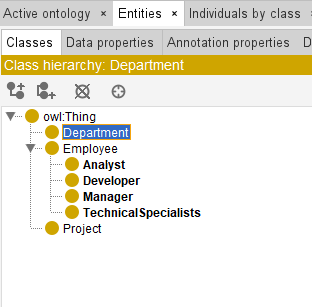 Active ontology × Entities × Individuals by class ×
Classes Data properties Annotation properties D
Class hierarchy: Department
owl:Thing
Department
Employee
Analyst
Developer
Manager
TechnicalSpecialists
Project